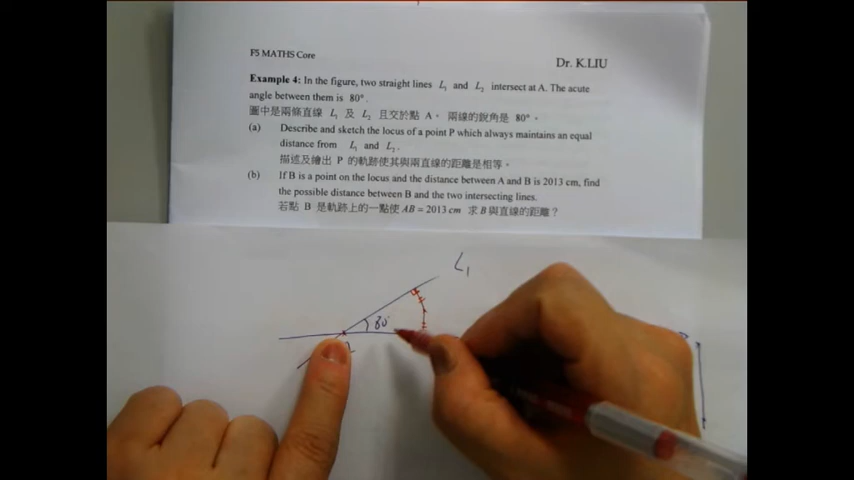 F5 MATHS Core
Dr. K.LIU
Example 4: In the figure, two straight lines L₁ and L₂ intersect at A. The acute
angle between them is 80°.
圖中是兩條直線 L₁ 及 L₂ 且交於點 A。 兩線的銳角是 80°。
(a) Describe and sketch the locus of a point P which always maintains an equal
distance from L₁ and L₂.
描述及繪出 P 的軌跡使其與兩直線的距離是相等。
(b) If B is a point on the locus and the distance between A and B is 2013 cm, find
the possible distance between B and the two intersecting lines.
若點 B 是軌跡上的一點使 AB = 2013 cm 求 B 與直線的距離？
L₁
80°